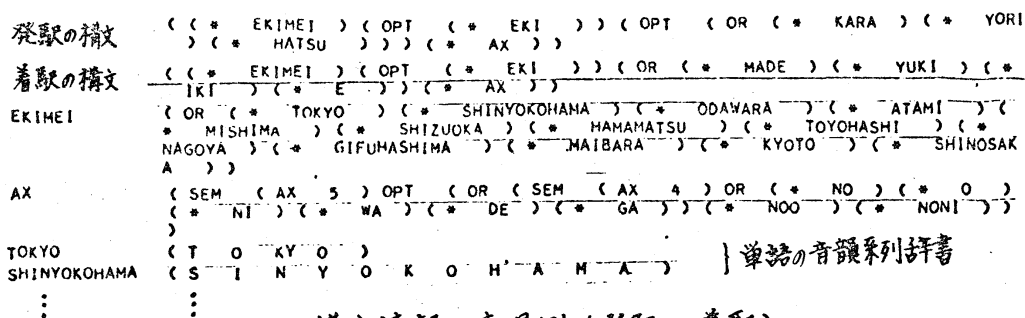 発駅の構文 ( ( * EKIMEI ) ( OPT ( * EKI ) ) ( OPT ( OR ( * KARA ) ( * YORI
) ( * HATSU ) ) ) ( * AX ) )
着駅の構文 ( ( * EKIMEI ) ( OPT ( * EKI ) ) ( OR ( * MADE ) ( * YUKI ) ( *
IKI ) ( * E ) ) ( * AX ) )
EKIMEI ( OR ( * TOKYO ) ( * SHINYOKOHAMA ) ( * ODAWARA ) ( * ATAMI ) (
* MISHIMA ) ( * SHIZUOKA ) ( * HAMAMATSU ) ( * TOYOHASHI ) ( *
NAGOYA ) ( * GIFUHASHIMA ) ( * MAIBARA ) ( * KYOTO ) ( * SHINOSAK
A ) )
AX ( SEM ( AX 5 ) OPT ( OR ( SEM ( AX 4 ) OR ( * NO ) ( * O )
( * NI ) ( * WA ) ( * DE ) ( * GA ) ) ( * NOO ) ( * NONI ) )
)
TOKYO ( T O KY O )
SHINYOKOHAMA ( S I N Y O K O H' A M A ) } 単語の音韻系列辞書